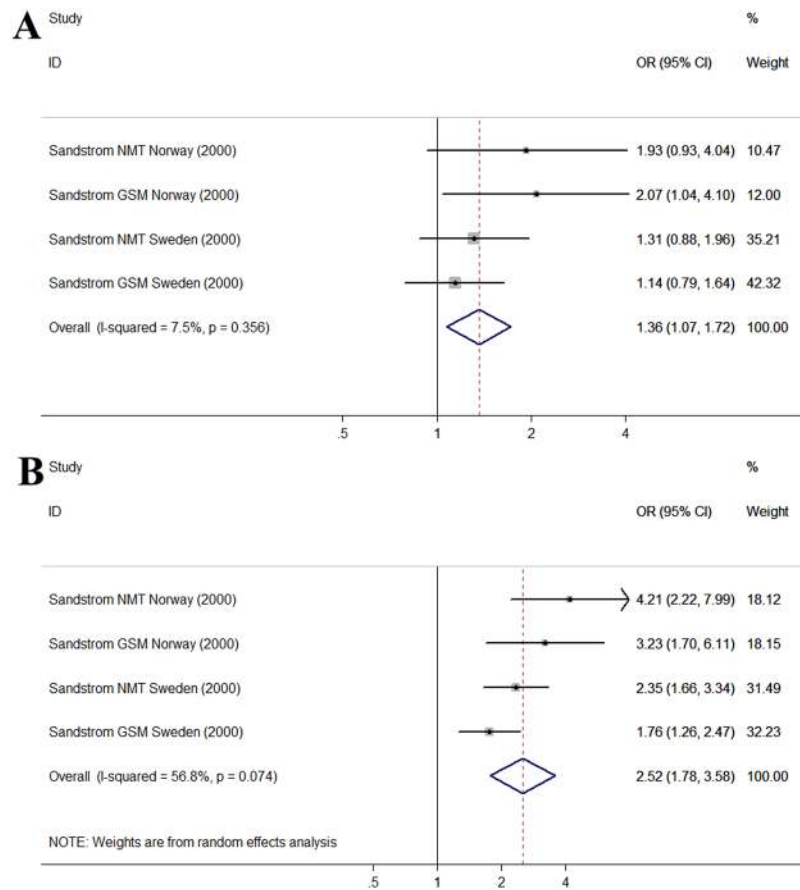 A Study %
ID OR (95% CI) Weight
Sandstrom NMT Norway (2000) 1.93 (0.93, 4.04) 10.47
Sandstrom GSM Norway (2000) 2.07 (1.04, 4.10) 12.00
Sandstrom NMT Sweden (2000) 1.31 (0.88, 1.96) 35.21
Sandstrom GSM Sweden (2000) 1.14 (0.79, 1.64) 42.32
Overall (I-squared = 7.5%, p = 0.356) 1.36 (1.07, 1.72) 100.00
.5 1 2 4
B Study %
ID OR (95% CI) Weight
Sandstrom NMT Norway (2000) 4.21 (2.22, 7.99) 18.12
Sandstrom GSM Norway (2000) 3.23 (1.70, 6.11) 18.15
Sandstrom NMT Sweden (2000) 2.35 (1.66, 3.34) 31.49
Sandstrom GSM Sweden (2000) 1.76 (1.26, 2.47) 32.23
Overall (I-squared = 56.8%, p = 0.074) 2.52 (1.78, 3.58) 100.00
NOTE: Weights are from random effects analysis
.5 1 2 4